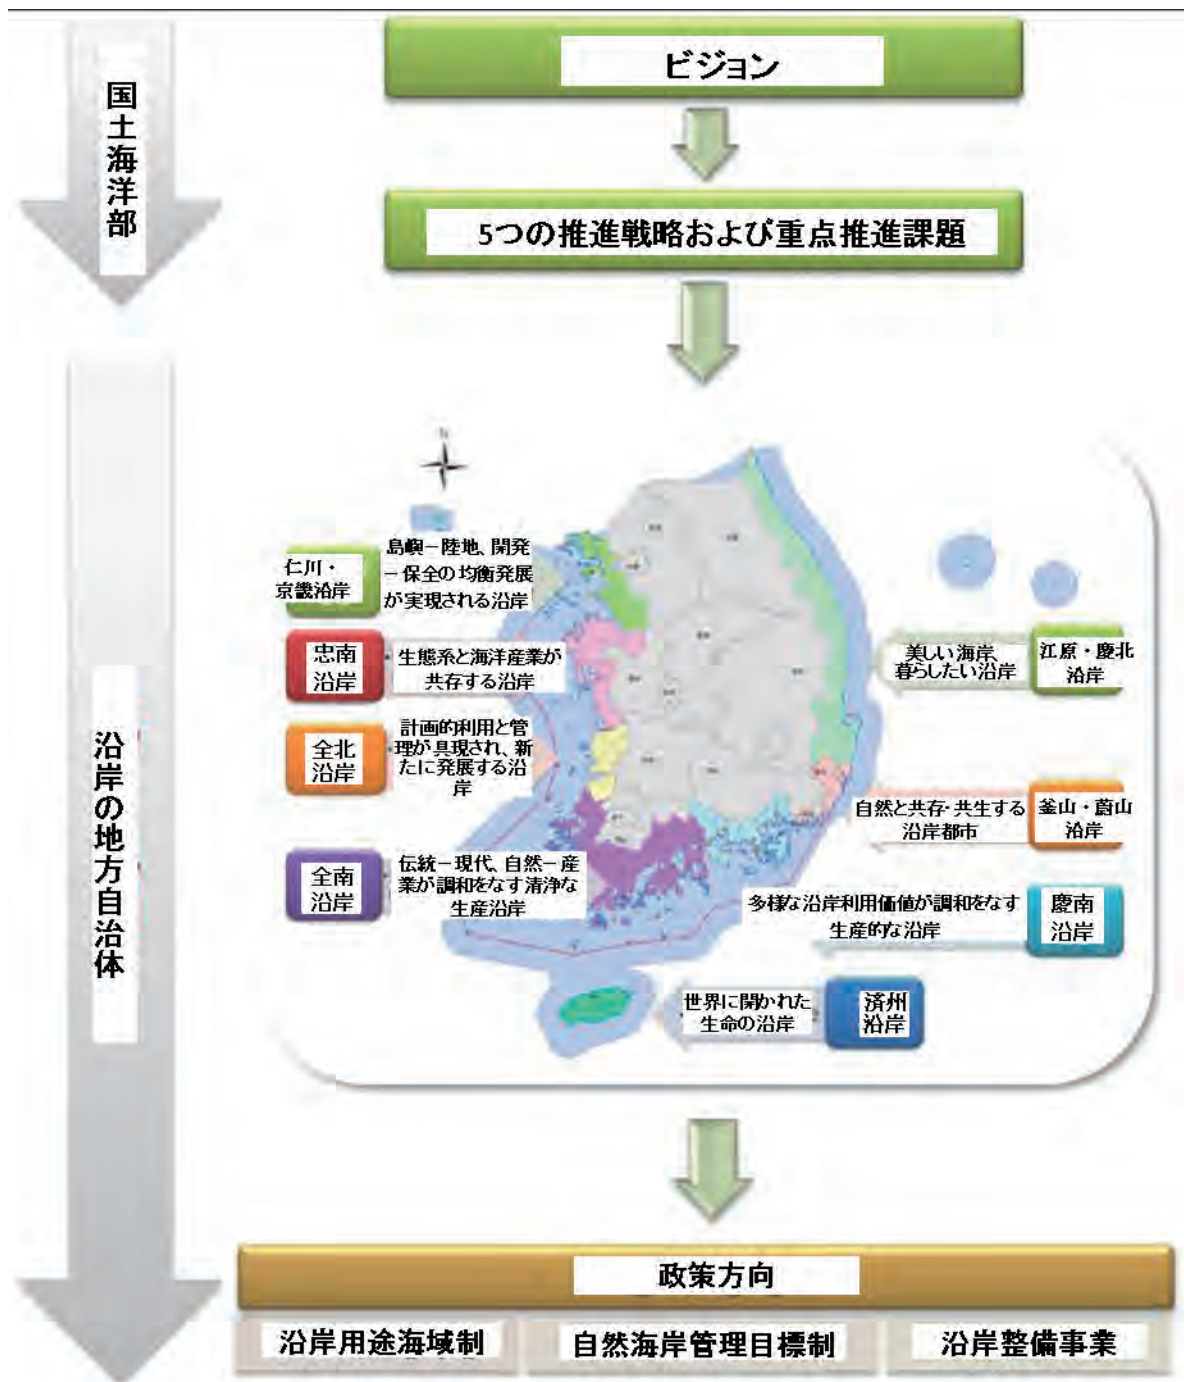 国土海洋部
ビジョン
5つの推進戦略および重点推進課題
沿岸の地方自治体
N
仁川・
京畿沿岸
島嶼－陸地、開発
－保全の均衡発展
が実現される沿岸
忠南
沿岸
生態系と海洋産業が
共存する沿岸
全北
沿岸
計画的利用と管
理が具現され、新
たに発展する沿
岸
全南
沿岸
伝統－現代、自然－産
業が調和をなす清浄な
生産沿岸
美しい海岸、
暮らしたい沿岸
江原・慶北
沿岸
自然と共存・共生する
沿岸都市
釜山・蔚山
沿岸
多様な沿岸利用価値が調和をなす
生産的な沿岸
慶南
沿岸
世界に開かれた
生命の沿岸
済州
沿岸
政策方向
沿岸用途海域制
自然海岸管理目標制
沿岸整備事業